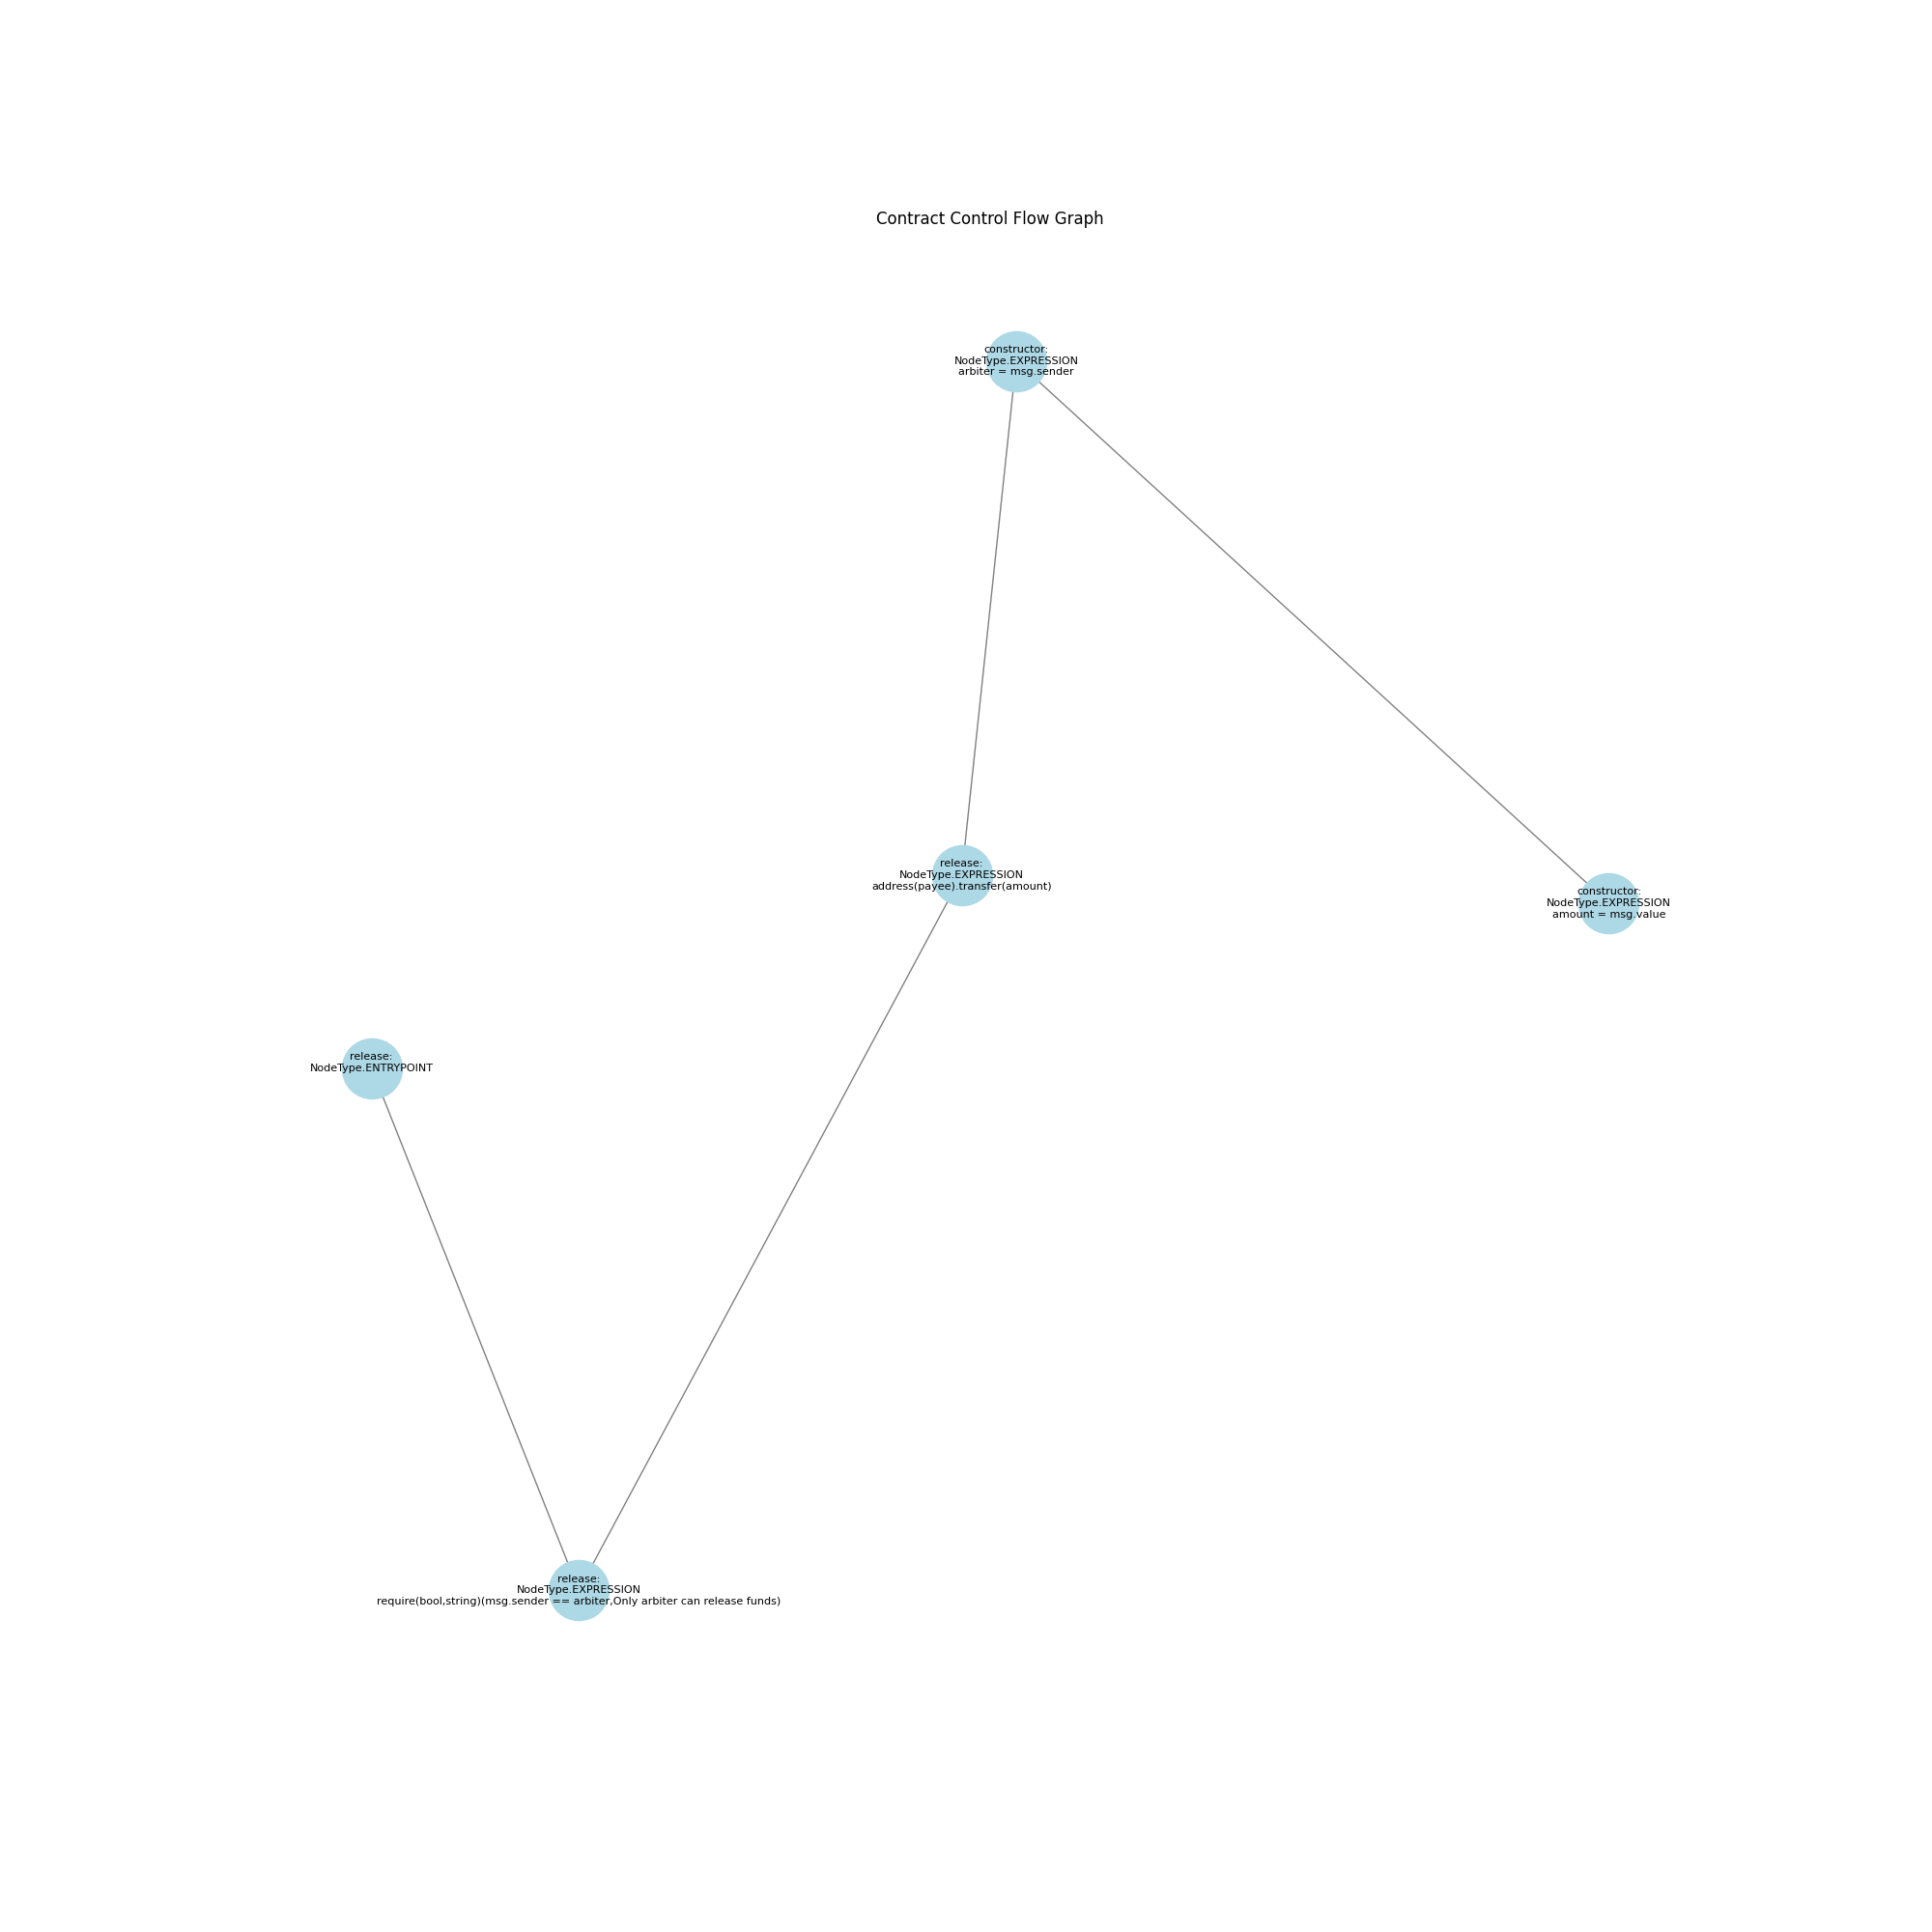 Contract Control Flow Graph
constructor:
NodeType.EXPRESSION
arbiter = msg.sender
release:
NodeType.EXPRESSION
address(payee).transfer(amount)
constructor:
NodeType.EXPRESSION
amount = msg.value
release:
NodeType.ENTRYPOINT
release:
NodeType.EXPRESSION
require(bool,string)(msg.sender == arbiter,Only arbiter can release funds)